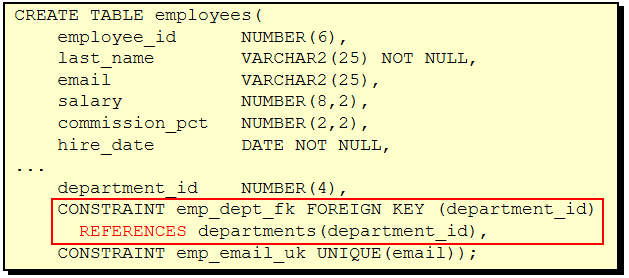 CREATE TABLE employees(
employee_id NUMBER(6),
last_name VARCHAR2(25) NOT NULL,
email VARCHAR2(25),
salary NUMBER(8,2),
commission_pct NUMBER(2,2),
hire_date DATE NOT NULL,
...
department_id NUMBER(4),
CONSTRAINT emp_dept_fk FOREIGN KEY (department_id)
REFERENCES departments(department_id),
CONSTRAINT emp_email_uk UNIQUE(email));